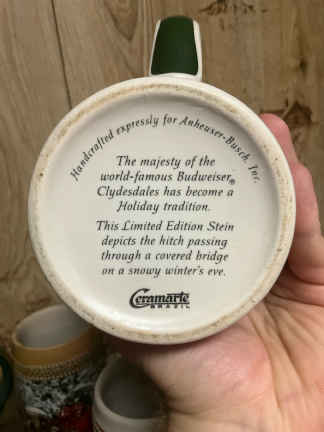 Handcrafted expressly for Anheuser-Busch, Inc.
The majesty of the
world-famous Budweiser®
Clydesdales has become a
Holiday tradition.
This Limited Edition Stein
depicts the hitch passing
through a covered bridge
on a snowy winter's eve.
Ceramarte
BRAZIL